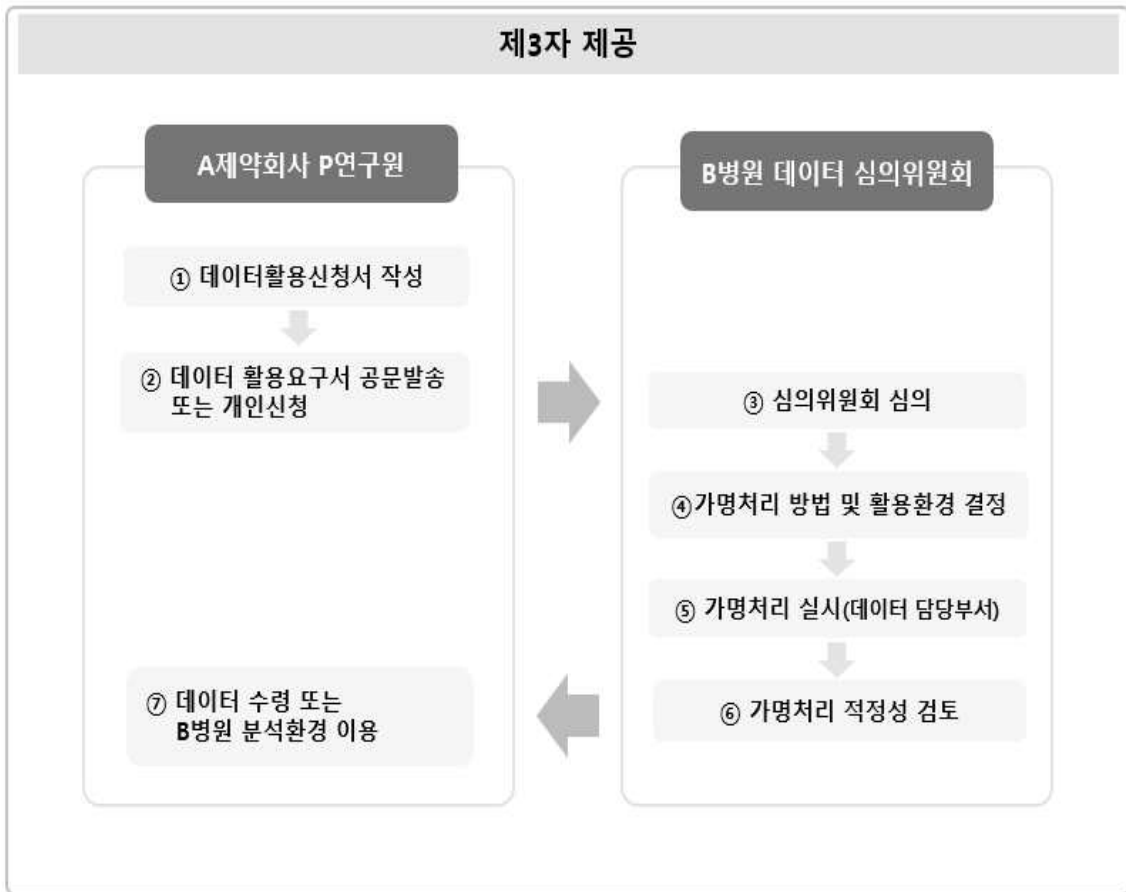 제3자 제공
A제약회사 P연구원
① 데이터활용신청서 작성
② 데이터 활용요구서 공문발송
또는 개인신청
B병원 데이터 심의위원회
③ 심의위원회 심의
④가명처리 방법 및 활용환경 결정
⑤ 가명처리 실시(데이터 담당부서)
⑥ 가명처리 적정성 검토
⑦ 데이터 수령 또는
B병원 분석환경 이용